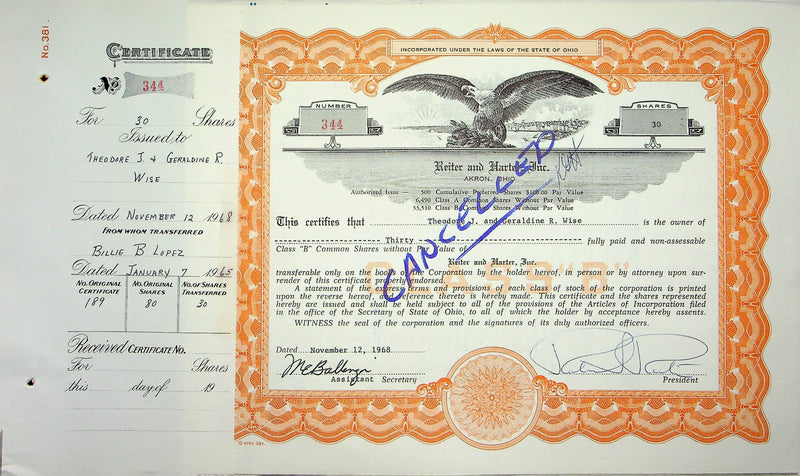 No. 381.
CERTIFICATE
No 344
For 30 Shares
Issued to
THEODORE J. & GERALDINE R.
WISE
Dated NOVEMBER 12 1968
FROM WHOM TRANSFERRED
BILLIE B LOPEZ
Dated JANUARY 7 1965
NO. ORIGINAL CERTIFICATE NO. ORIGINAL SHARES NO. OF SHARES TRANSFERRED
189 80 30
Received CERTIFICATE NO.
For Shares
this day of 19
INCORPORATED UNDER THE LAWS OF THE STATE OF OHIO
NUMBER
344
SHARES
30
Reiter and Harter, Inc.
AKRON, OHIO
Authorized Issue — 500 Cumulative Preferred Shares $100.00 Par Value
6,490 Class A Common Shares Without Par Value
33,510 Class B Common Shares Without Par Value
CANCELLED
This certifies that Theodore J. and Geraldine R. Wise is the owner of
Thirty fully paid and non-assessable
Class "B" Common Shares without Par Value of
Reiter and Harter, Inc.
CLASS "B"
transferable only on the books of the Corporation by the holder hereof, in person or by attorney upon sur-
render of this certificate properly endorsed.
A statement of the express terms and provisions of each class of stock of the corporation is printed
upon the reverse hereof, and reference thereto is hereby made. This certificate and the shares represented
hereby are issued and shall be held subject to all of the provisions of the Articles of Incorporation filed
in the office of the Secretary of State of Ohio, to all of which the holder by acceptance hereby assents.
WITNESS the seal of the corporation and the signatures of its duly authorized officers.
Dated November 12, 1968
Assistant Secretary
President
© GOES 381